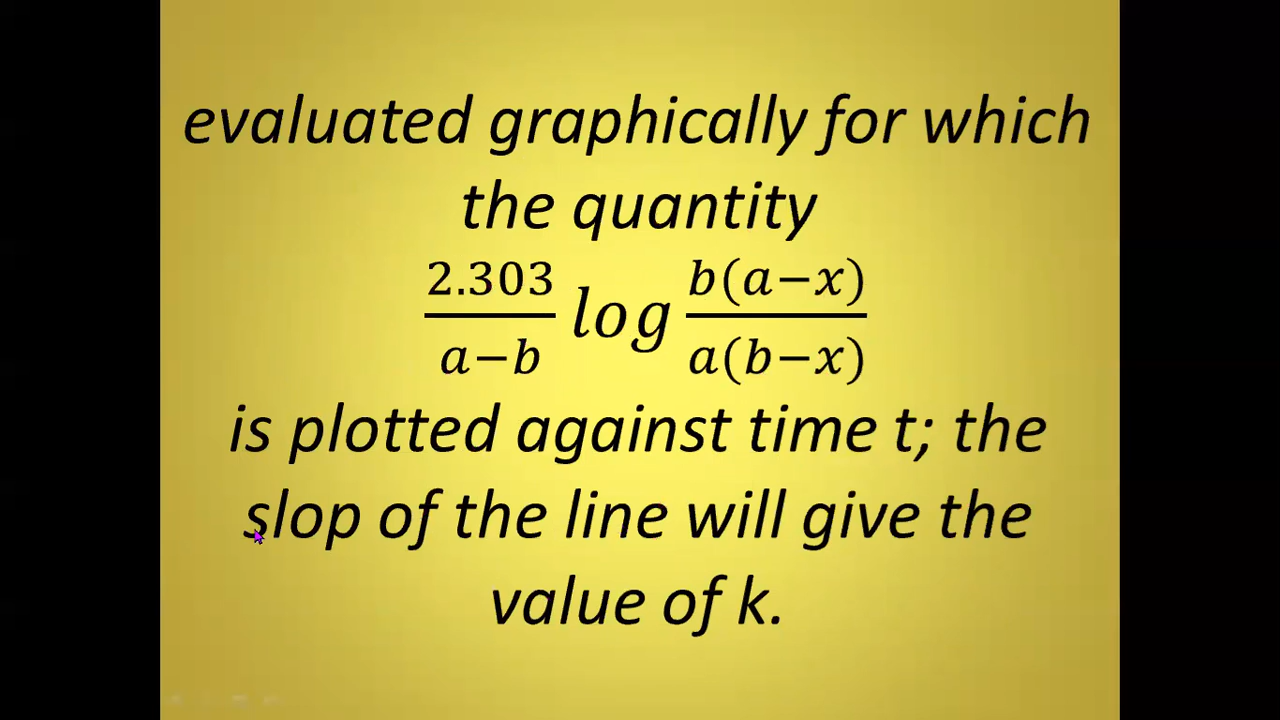 evaluated graphically for which
the quantity
2.303/a−b log b(a−x)/a(b−x)
is plotted against time t; the
slop of the line will give the
value of k.